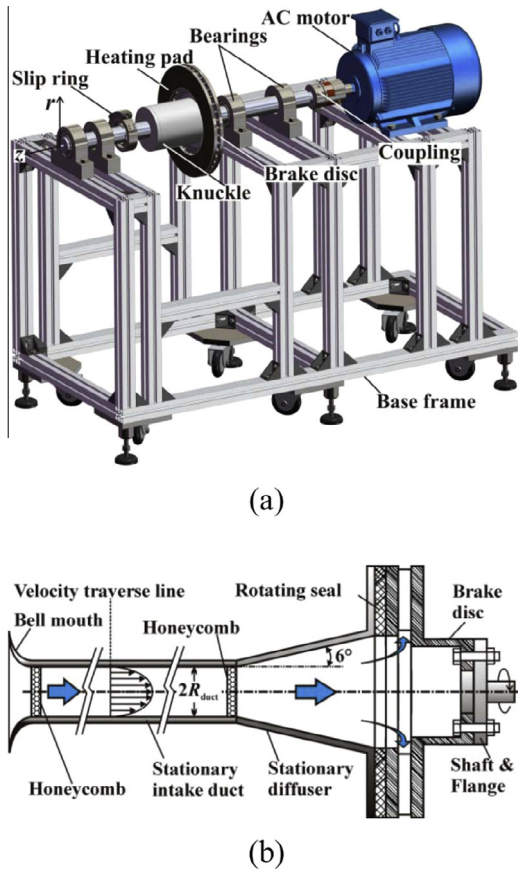 AC motor
Bearings
Heating pad
Slip ring
r
z
Coupling
Brake disc
Knuckle
Base frame
(a)
Velocity traverse line
Bell mouth
Honeycomb
Rotating seal
Brake
disc
6°
2R_duct
Honeycomb
Stationary
intake duct
Stationary
diffuser
Shaft &
Flange
(b)